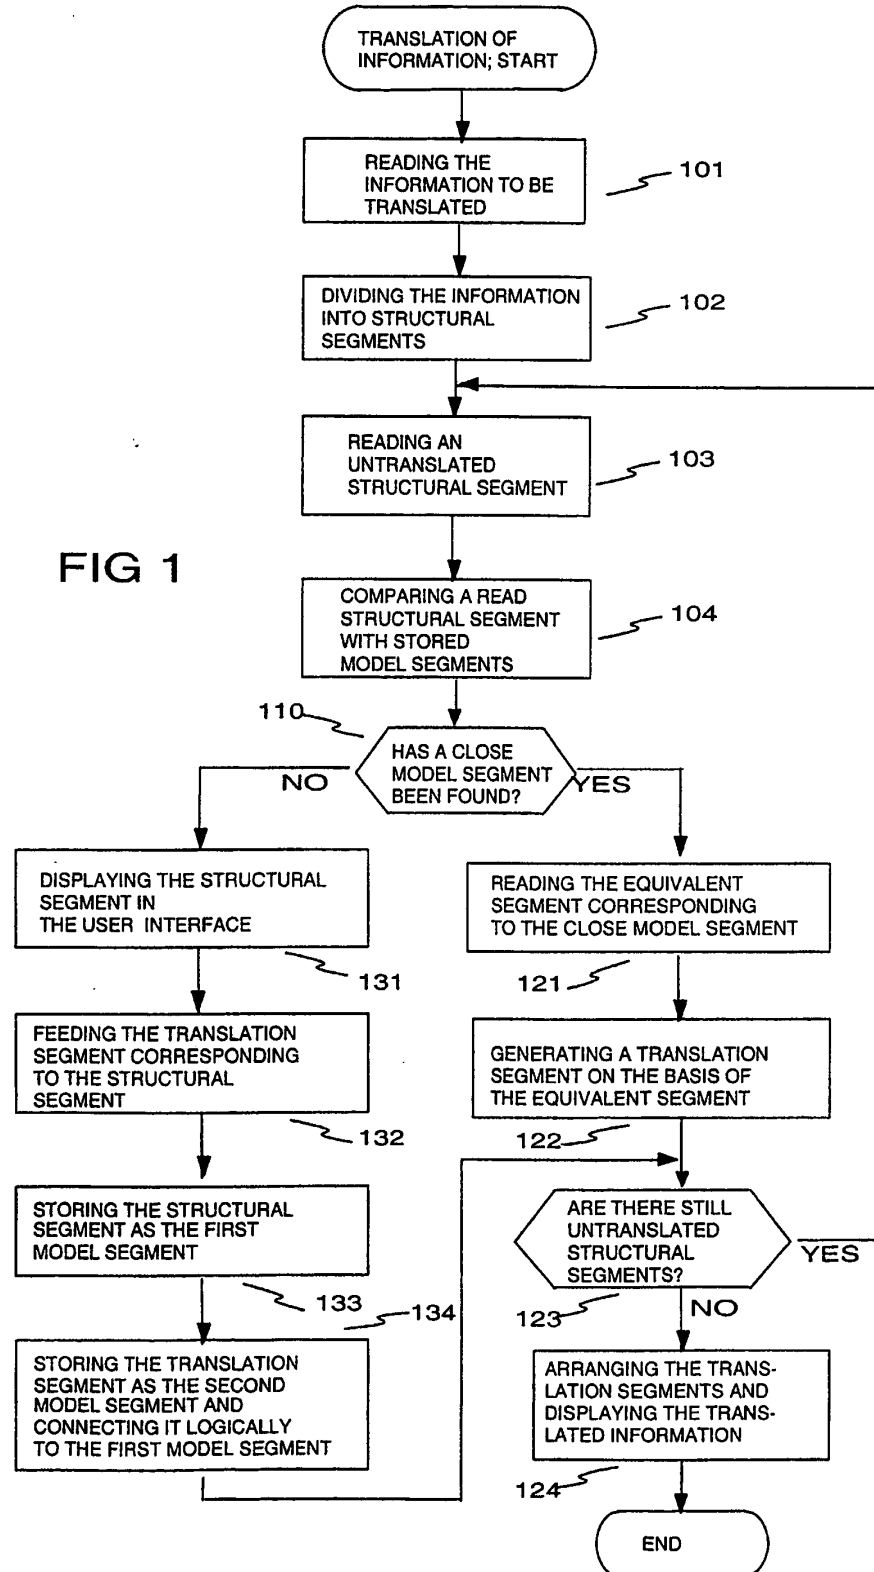 TRANSLATION OF
INFORMATION; START
READING THE
INFORMATION TO BE
TRANSLATED
101
DIVIDING THE INFORMATION
INTO STRUCTURAL
SEGMENTS
102
READING AN
UNTRANSLATED
STRUCTURAL SEGMENT
103
FIG 1
COMPARING A READ
STRUCTURAL SEGMENT
WITH STORED
MODEL SEGMENTS
104
110
HAS A CLOSE
MODEL SEGMENT
BEEN FOUND?
NO
YES
DISPLAYING THE STRUCTURAL
SEGMENT IN
THE USER INTERFACE
131
FEEDING THE TRANSLATION
SEGMENT CORRESPONDING
TO THE STRUCTURAL
SEGMENT
132
STORING THE STRUCTURAL
SEGMENT AS THE FIRST
MODEL SEGMENT
133
134
STORING THE TRANSLATION
SEGMENT AS THE SECOND
MODEL SEGMENT AND
CONNECTING IT LOGICALLY
TO THE FIRST MODEL SEGMENT
READING THE EQUIVALENT
SEGMENT CORRESPONDING
TO THE CLOSE MODEL SEGMENT
121
GENERATING A TRANSLATION
SEGMENT ON THE BASIS OF
THE EQUIVALENT SEGMENT
122
ARE THERE STILL
UNTRANSLATED
STRUCTURAL
SEGMENTS?
YES
123
NO
ARRANGING THE TRANS-
LATION SEGMENTS AND
DISPLAYING THE TRANS-
LATED INFORMATION
124
END